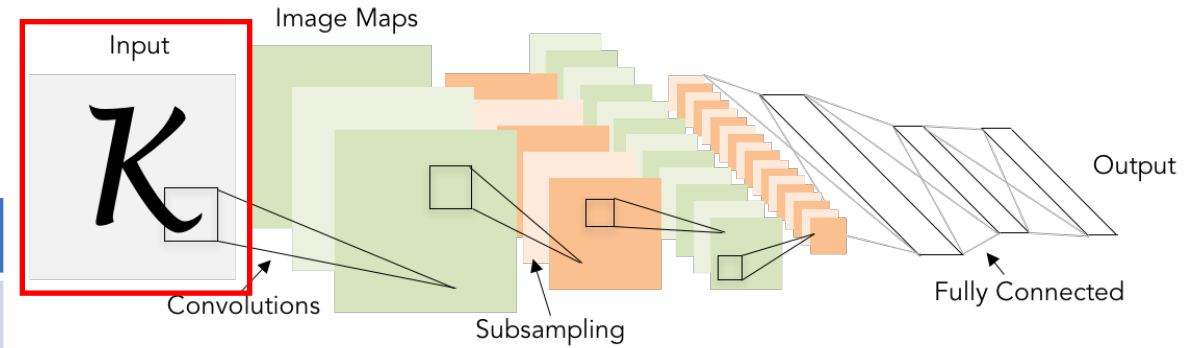 Image Maps
Input
K
Output
Convolutions
Subsampling
Fully Connected